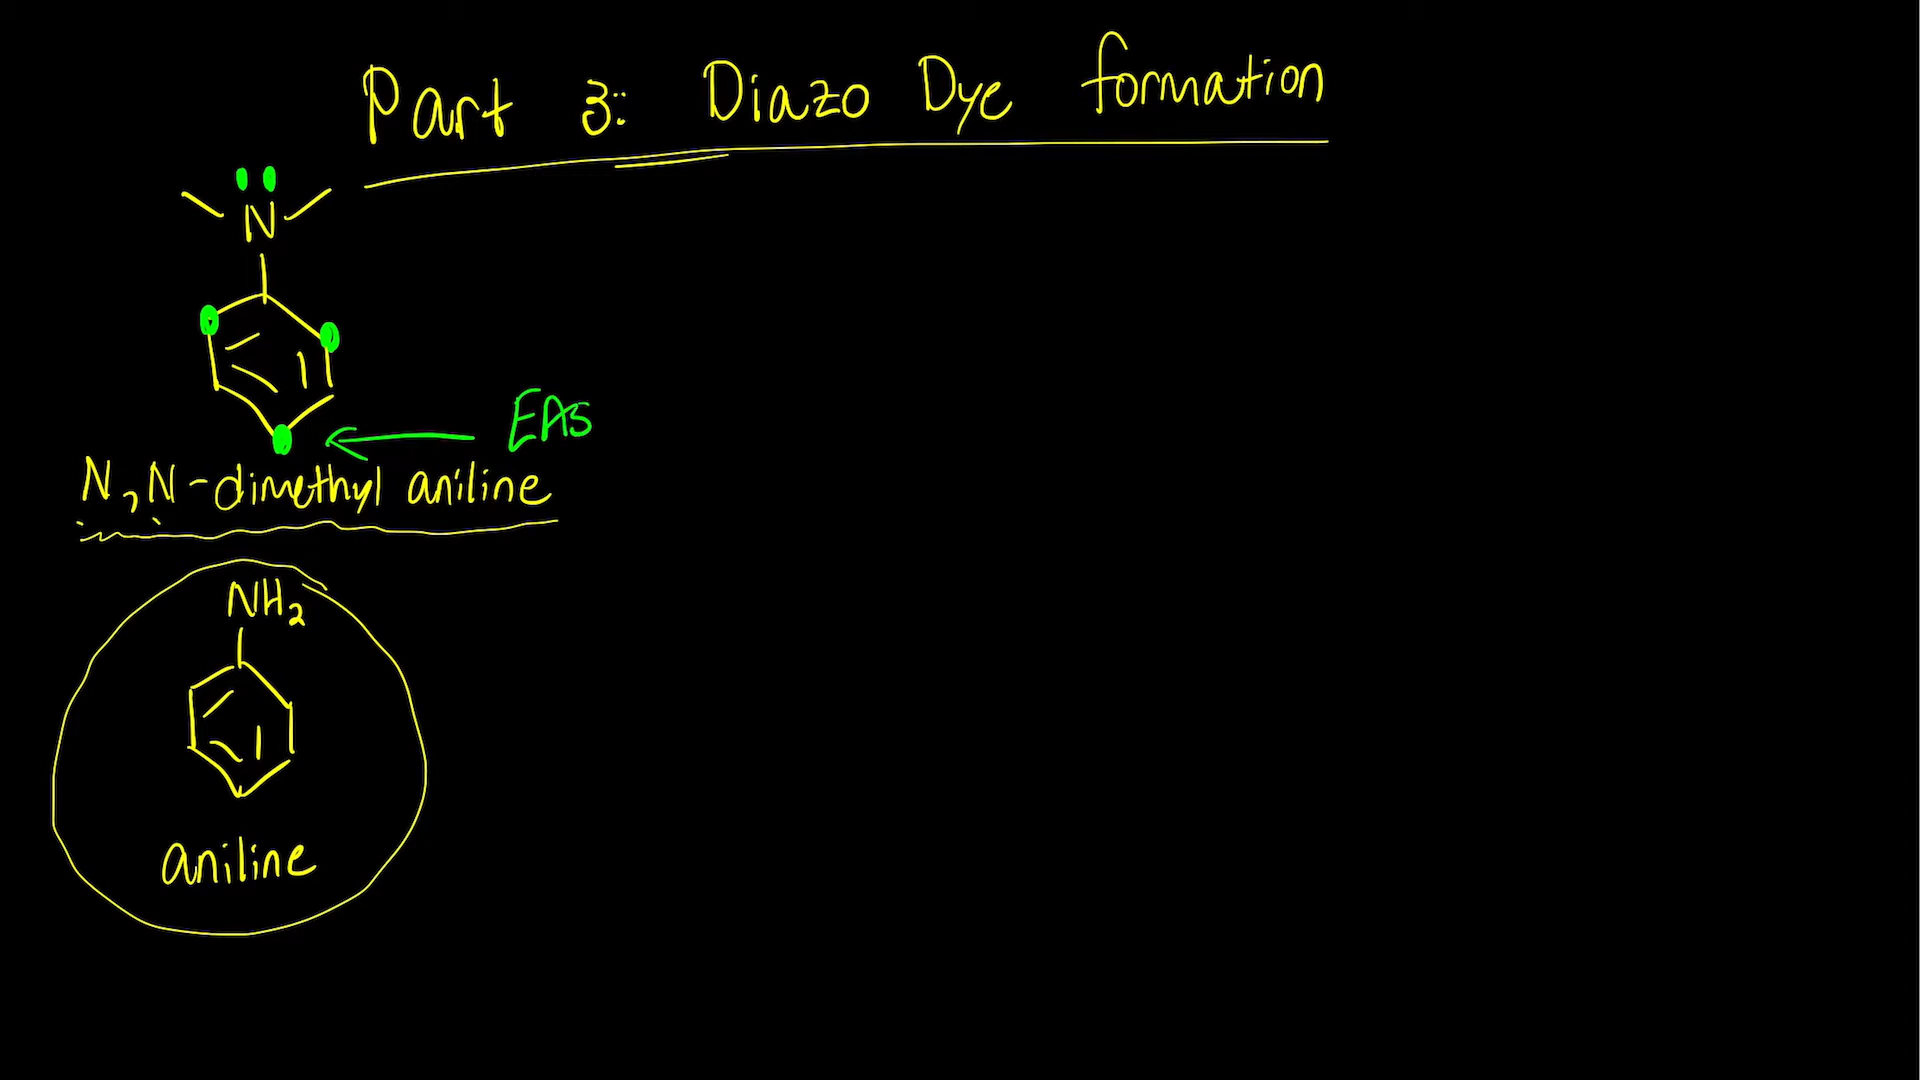 Part 3: Diazo Dye formation
N
EAS
N,N-dimethyl aniline
NH2
aniline